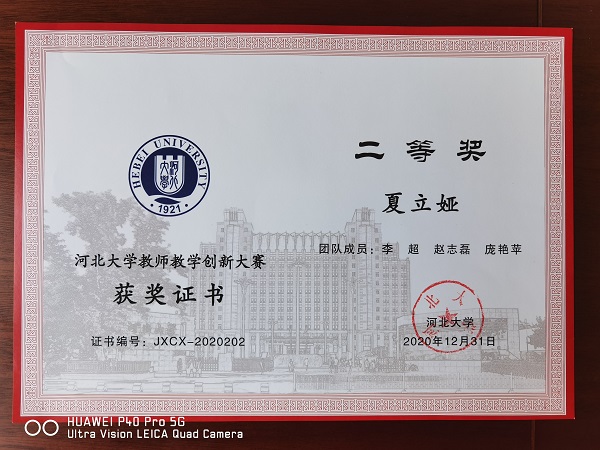 HEBEI UNIVERSITY
1921
河北大学教师教学创新大赛
获奖证书
证书编号：JXCX-2020202
二等奖
夏立娅
团队成员：李 超 赵志磊 庞艳苹
河北大学
2020年12月31日
HUAWEI P40 Pro 5G
Ultra Vision LEICA Quad Camera